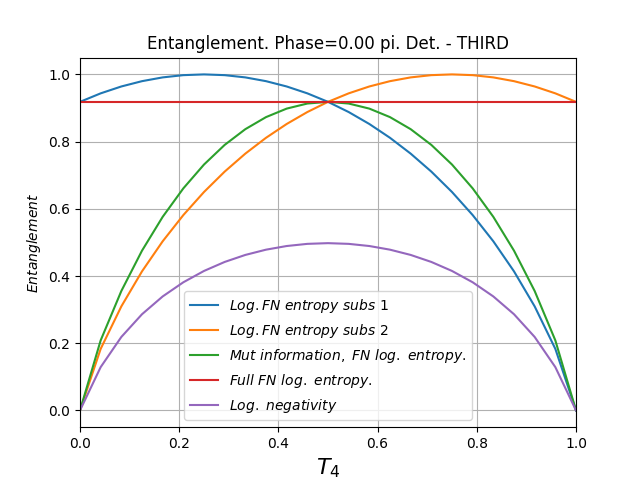 Entanglement. Phase=0.00 pi. Det. - THIRD
1.0
0.8
0.6
0.4
0.2
0.0
Entanglement
Log. FN entropy subs 1
Log. FN entropy subs 2
Mut information, FN log. entropy.
Full FN log. entropy.
Log. negativity
0.0 0.2 0.4 0.6 0.8 1.0
T₄